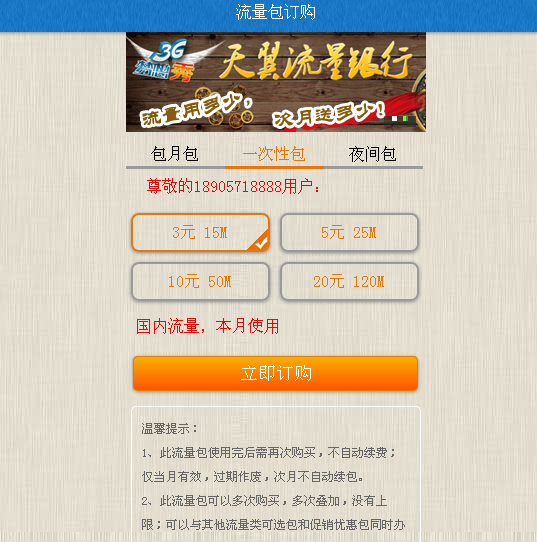 流量包订购
3G
流量秀
天翼流量银行
流量用多少,
次月送多少!
包月包 一次性包 夜间包
尊敬的18905718888用户:
3元 15M 5元 25M
10元 50M 20元 120M
国内流量，本月使用
立即订购
温馨提示：
1、此流量包使用完后需再次购买，不自动续费；
仅当月有效，过期作废，次月不自动续包。
2、此流量包可以多次购买，多次叠加，没有上
限；可以与其他流量类可选包和促销优惠包同时办